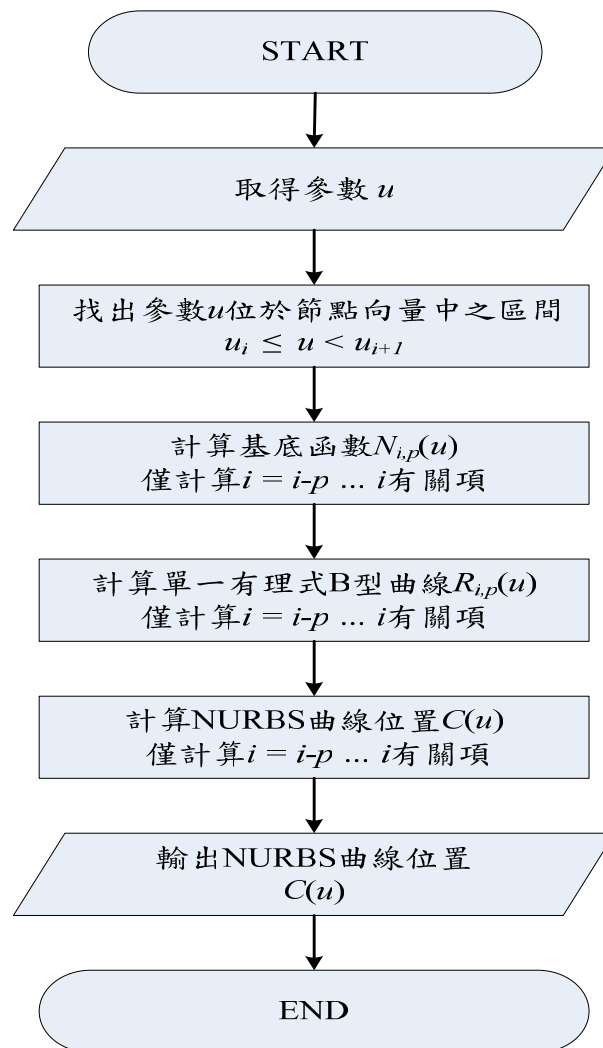 START
取得參數 u
找出參數u位於節點向量中之區間
u_i ≤ u < u_{i+1}
計算基底函數N_{i,p}(u)
僅計算i = i-p ... i有關項
計算單一有理式B型曲線R_{i,p}(u)
僅計算i = i-p ... i有關項
計算NURBS曲線位置C(u)
僅計算i = i-p ... i有關項
輸出NURBS曲線位置
C(u)
END